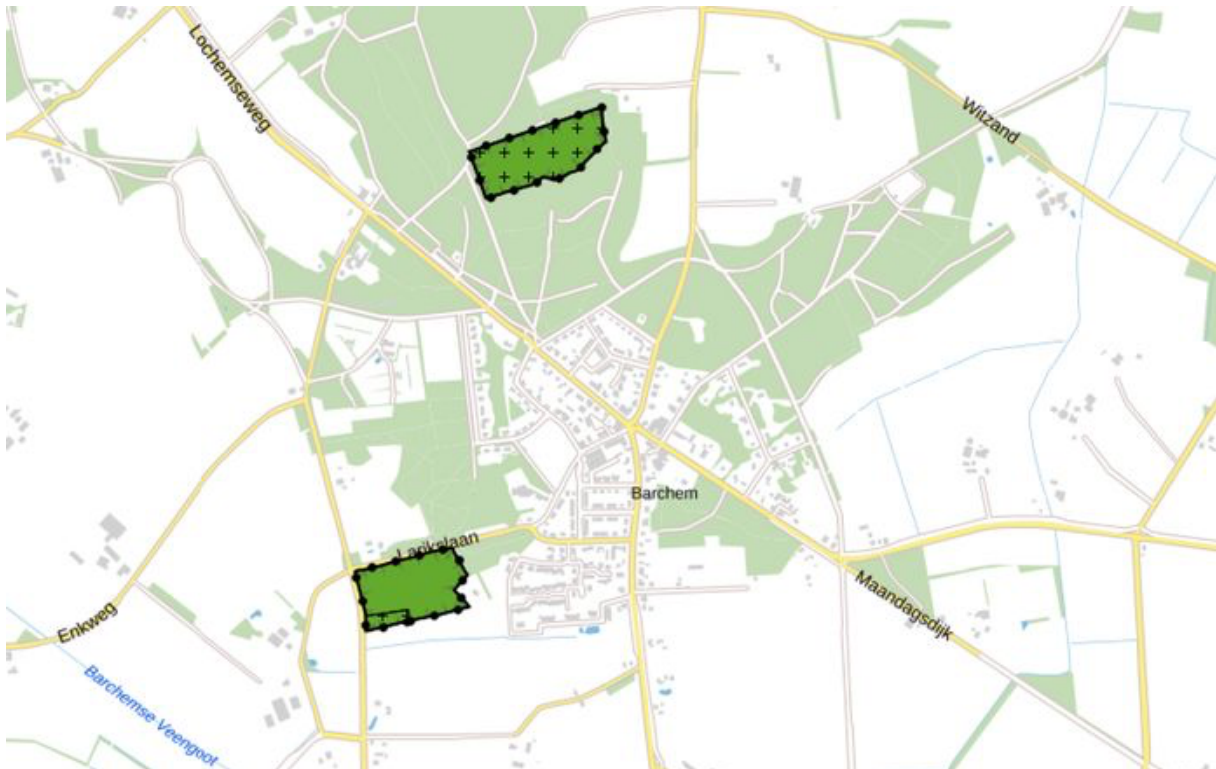 Lochemseweg
Witzand
Barchem
Larikslaan
Maandagsdijk
Enkweg
Barchemse Veengoot